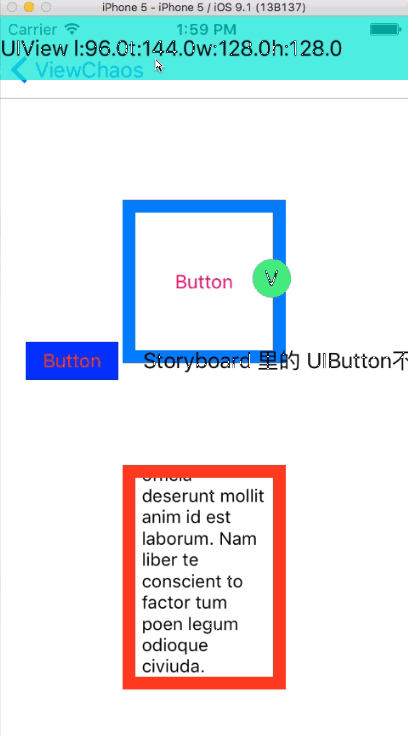 iPhone 5 - iPhone 5 / iOS 9.1 (13B137)
Carrier 1:59 PM
UIView l:96.0t:144.0w:128.0h:128.0
ViewChaos
Button
V
Button
Storyboard 里的 UIButton不
deserunt mollit
anim id est
laborum. Nam
liber te
conscient to
factor tum
poen legum
odioque
civiuda.